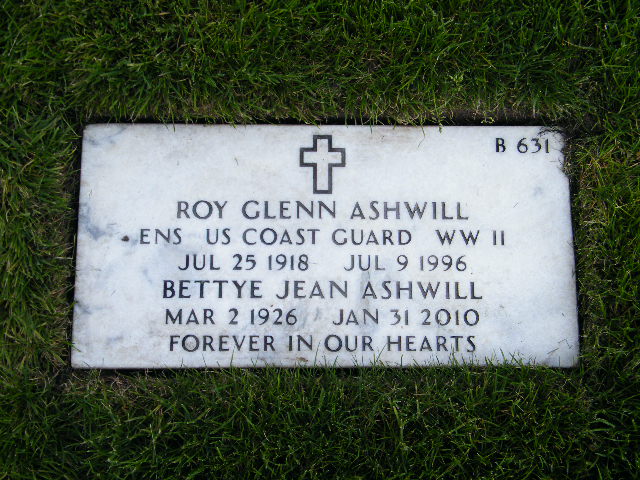 B 631
ROY GLENN ASHWILL
ENS US COAST GUARD WW II
JUL 25 1918 JUL 9 1996
BETTYE JEAN ASHWILL
MAR 2 1926 JAN 31 2010
FOREVER IN OUR HEARTS